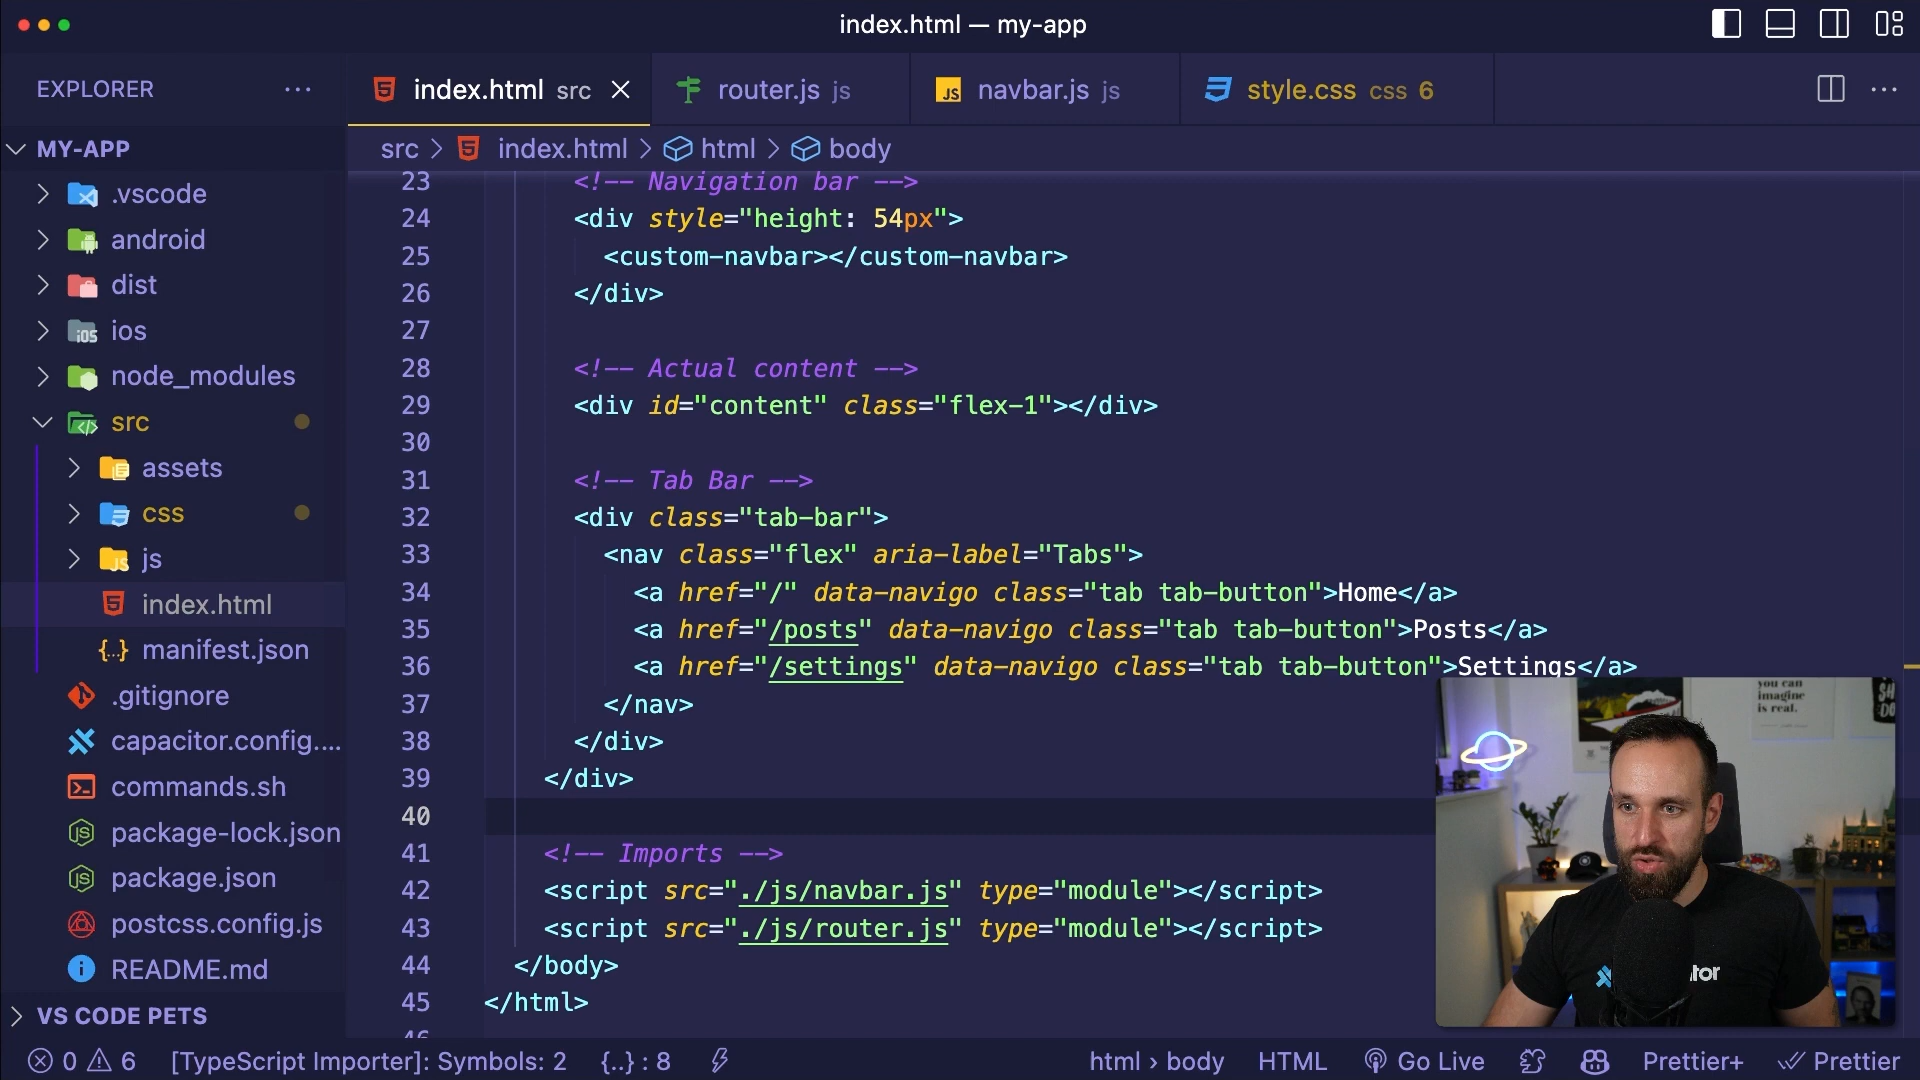 index.html — my-app
EXPLORER
index.html src
router.js js
navbar.js js
style.css css 6
MY-APP
src > index.html > html > body
.vscode
android
dist
ios
node_modules
src
assets
css
js
index.html
manifest.json
.gitignore
capacitor.config....
commands.sh
package-lock.json
package.json
postcss.config.js
README.md
VS CODE PETS
23 <!-- Navigation bar -->
24 <div style="height: 54px">
25 <custom-navbar></custom-navbar>
26 </div>
27
28 <!-- Actual content -->
29 <div id="content" class="flex-1"></div>
30
31 <!-- Tab Bar -->
32 <div class="tab-bar">
33 <nav class="flex" aria-label="Tabs">
34 <a href="/" data-navigo class="tab tab-button">Home</a>
35 <a href="/posts" data-navigo class="tab tab-button">Posts</a>
36 <a href="/settings" data-navigo class="tab tab-button">Settings</a>
37 </nav>
38 </div>
39 </div>
40
41 <!-- Imports -->
42 <script src="./js/navbar.js" type="module"></script>
43 <script src="./js/router.js" type="module"></script>
44 </body>
45 </html>
you can
imagine
is real.
0 6 [TypeScript Importer]: Symbols: 2 {..} : 8
html › body HTML Go Live Prettier+ Prettier